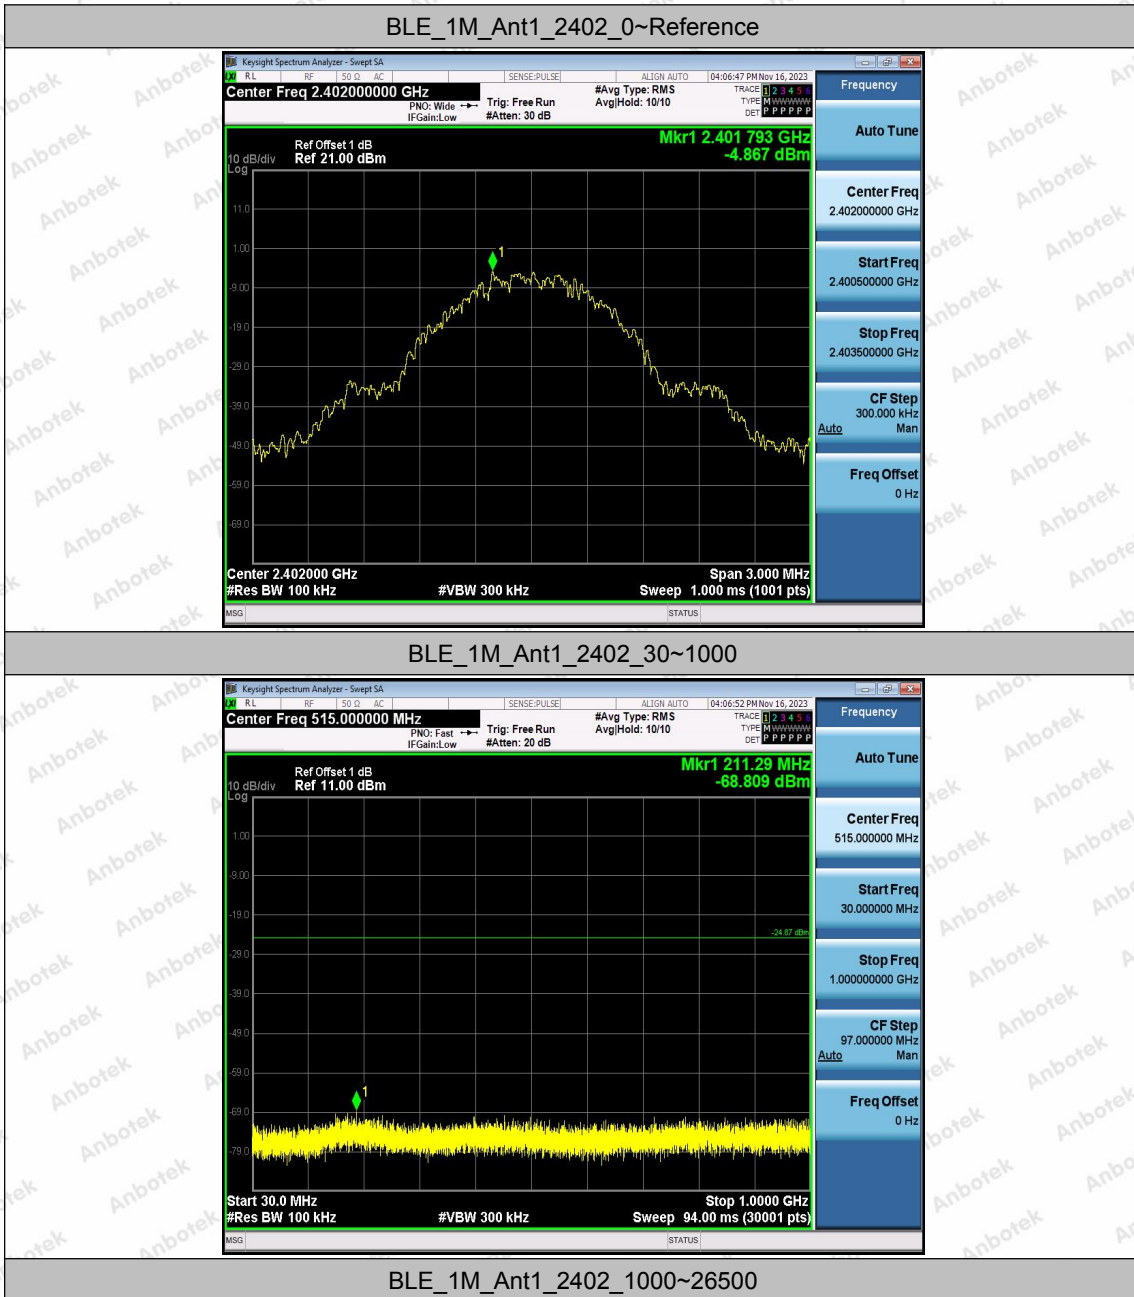 BLE_1M_Ant1_2402_0~Reference
Keysight Spectrum Analyzer - Swept SA
LXI RL RF 50 Ω AC SENSE:PULSE ALIGN AUTO 04:06:47 PM Nov 16, 2023
Center Freq 2.402000000 GHz
PNO: Wide
IFGain:Low
Trig: Free Run
#Atten: 30 dB
#Avg Type: RMS
Avg|Hold: 10/10
TRACE 1 2 3 4 5 6
TYPE M WWWWW
DET P P P P P P
Mkr1 2.401 793 GHz
-4.867 dBm
Ref Offset 1 dB
10 dB/div Ref 21.00 dBm
Log
11.0
1.00
-9.00
-19.0
-29.0
-39.0
-49.0
-59.0
-69.0
1
Center 2.402000 GHz Span 3.000 MHz
#Res BW 100 kHz #VBW 300 kHz Sweep 1.000 ms (1001 pts)
MSG STATUS
Frequency
Auto Tune
Center Freq
2.402000000 GHz
Start Freq
2.400500000 GHz
Stop Freq
2.403500000 GHz
CF Step
300.000 kHz
Auto Man
Freq Offset
0 Hz
BLE_1M_Ant1_2402_30~1000
Keysight Spectrum Analyzer - Swept SA
LXI RL RF 50 Ω AC SENSE:PULSE ALIGN AUTO 04:06:52 PM Nov 16, 2023
Center Freq 515.000000 MHz
PNO: Fast
IFGain:Low
Trig: Free Run
#Atten: 20 dB
#Avg Type: RMS
Avg|Hold: 10/10
TRACE 1 2 3 4 5 6
TYPE M WWWWW
DET P P P P P P
Mkr1 211.29 MHz
-68.809 dBm
Ref Offset 1 dB
10 dB/div Ref 11.00 dBm
Log
1.00
-9.00
-19.0
-24.87 dBm
-29.0
-39.0
-49.0
-59.0
-69.0
-79.0
1
Start 30.0 MHz Stop 1.0000 GHz
#Res BW 100 kHz #VBW 300 kHz Sweep 94.00 ms (30001 pts)
MSG STATUS
Frequency
Auto Tune
Center Freq
515.000000 MHz
Start Freq
30.000000 MHz
Stop Freq
1.000000000 GHz
CF Step
97.000000 MHz
Auto Man
Freq Offset
0 Hz
BLE_1M_Ant1_2402_1000~26500
Anbotek